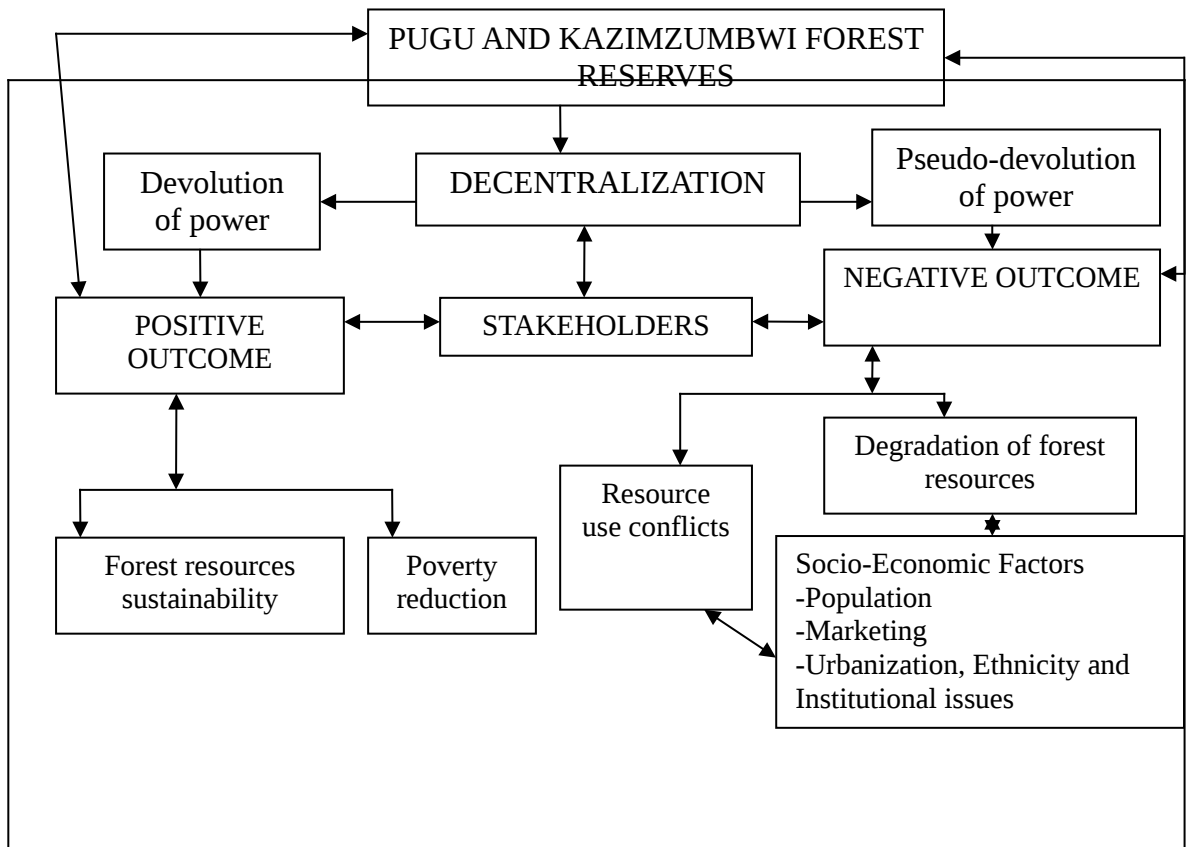 PUGU AND KAZIMZUMBWI FOREST
RESERVES
Devolution
of power
DECENTRALIZATION
Pseudo-devolution
of power
POSITIVE
OUTCOME
STAKEHOLDERS
NEGATIVE OUTCOME
Degradation of forest
resources
Resource
use conflicts
Forest resources
sustainability
Poverty
reduction
Socio-Economic Factors
-Population
-Marketing
-Urbanization, Ethnicity and
Institutional issues